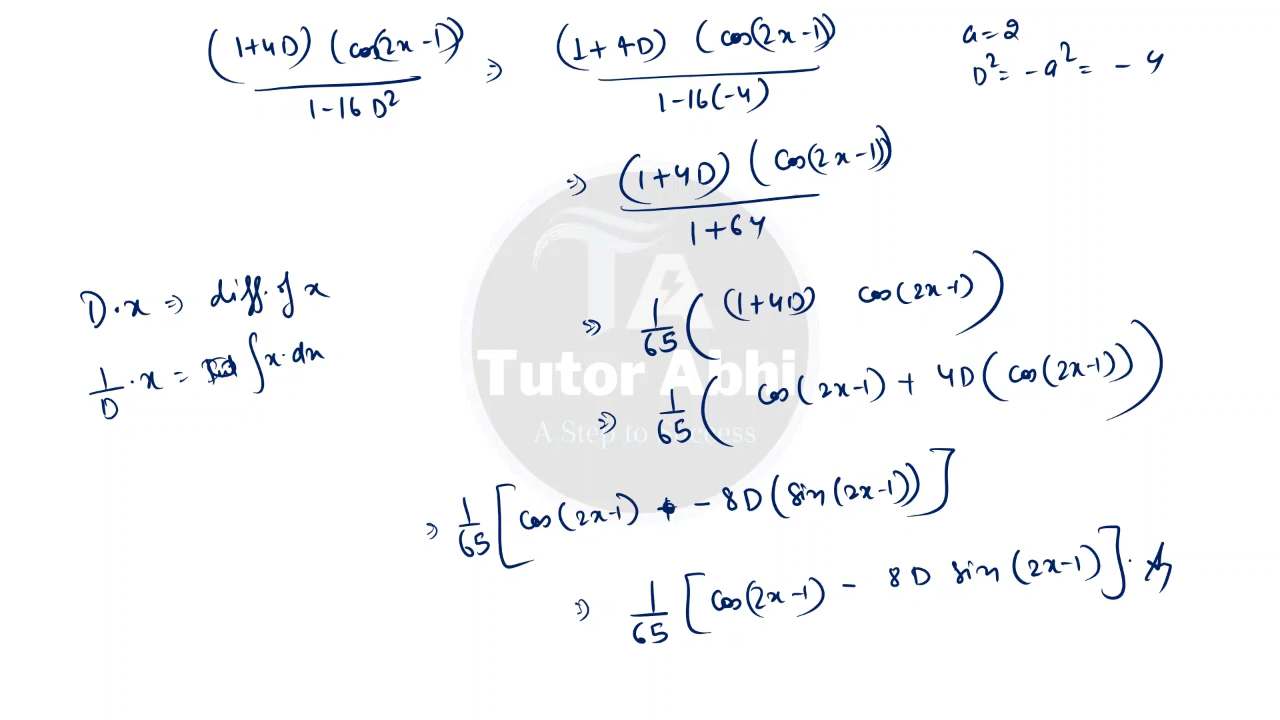 (1+4D) (cos(2x-1)) / 1-16D² ⇒ (1+4D) (cos(2x-1)) / 1-16(-4)
a=2
D² = -a² = -4
⇒ (1+4D) (cos(2x-1)) / 1+64
D·x ⇒ diff. of x
1/D · x = ∫x·dx
⇒ 1/65 ( (1+4D) cos(2x-1) )
⇒ 1/65 ( cos(2x-1) + 4D(cos(2x-1)) )
⇒ 1/65 [ cos(2x-1) - 8D(sin(2x-1)) ]
⇒ 1/65 [ cos(2x-1) - 8D sin(2x-1) ].
TA
Tutor Abhi
A Step to Success